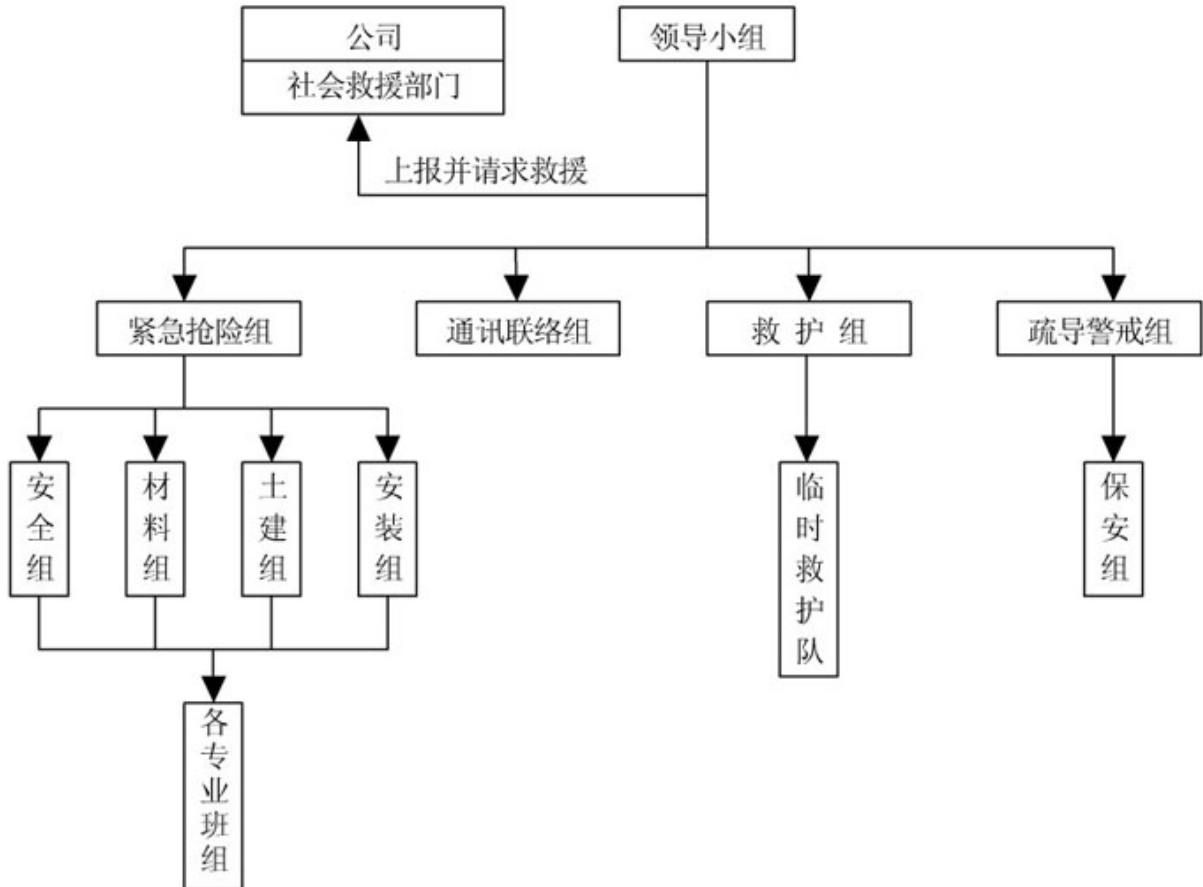 公司
社会救援部门
领导小组
上报并请求救援
紧急抢险组
通讯联络组
救 护 组
疏导警戒组
安全组
材料组
土建组
安装组
临时救护队
保安组
各专业班组